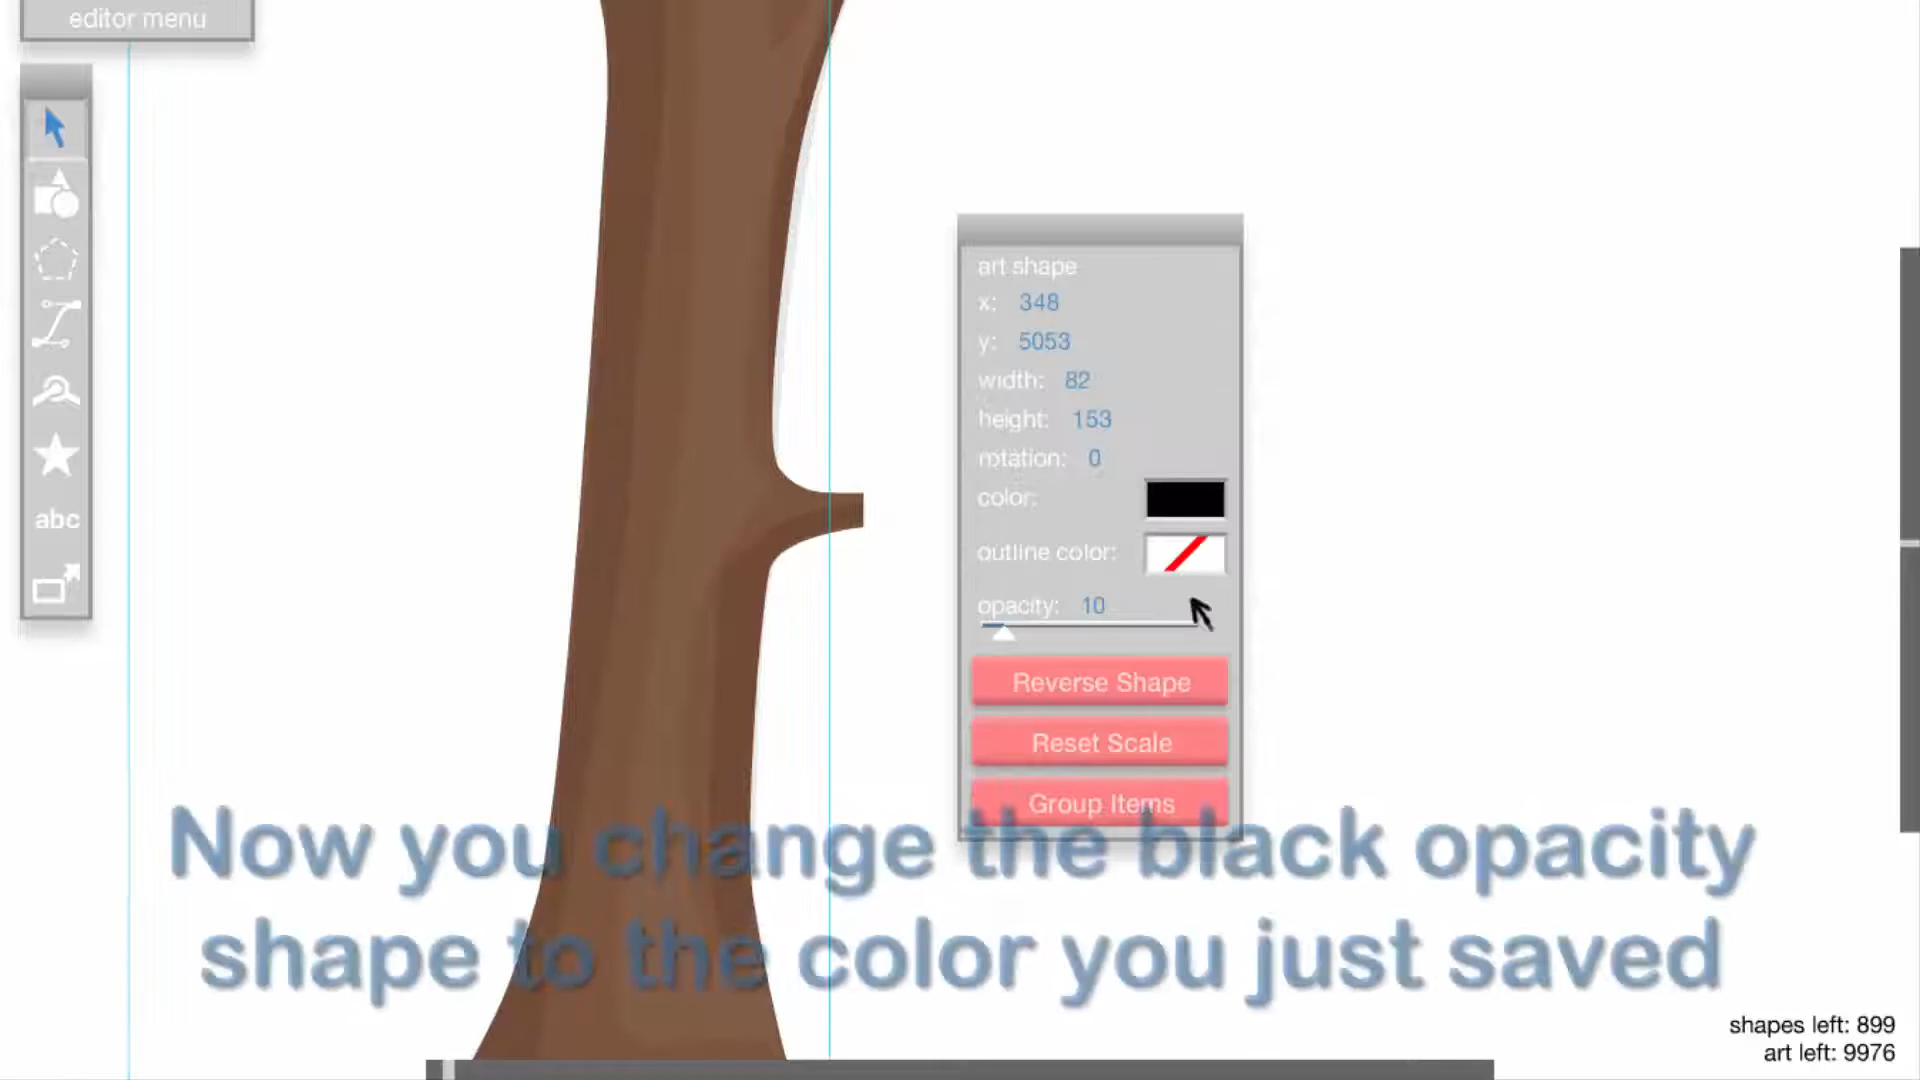 editor menu
abc
art shape
x: 348
y: 5053
width: 82
height: 153
rotation: 0
color:
outline color:
opacity: 10
Reverse Shape
Reset Scale
Group Items
Now you change the black opacity
shape to the color you just saved
shapes left: 899
art left: 9976